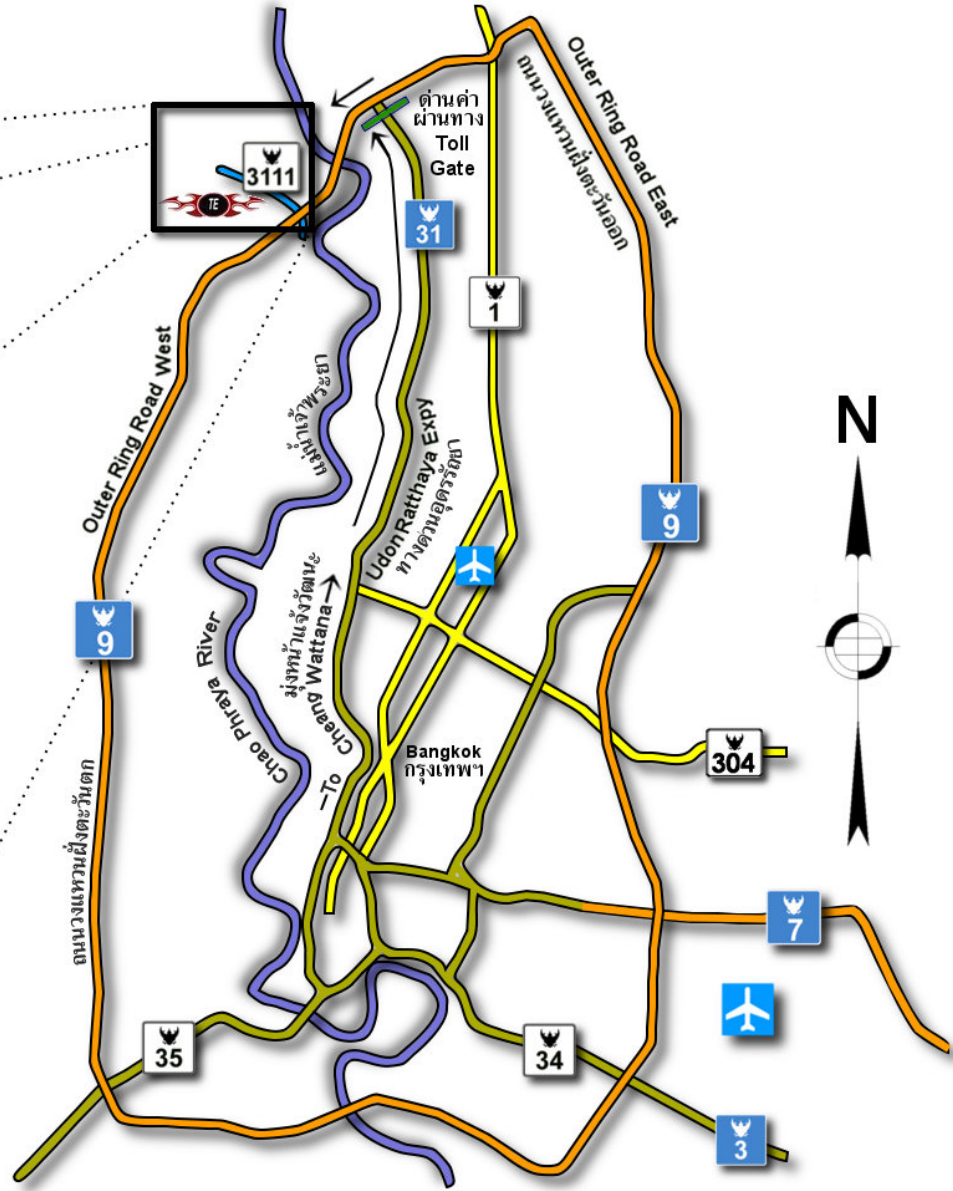 Outer Ring Road East
ถนนวงแหวนฝั่งตะวันออก
ด่านค่า
ผ่านทาง
Toll
Gate
3111
TE
31
1
Outer Ring Road West
แม่น้ำเจ้าพระยา
Udon Ratthaya Expy
ทางด่วนอุดรรัถยา
N
9
9
มุ่งหน้าแจ้งวัฒนะ
To Cheang Wattana
Chao Phraya River
Bangkok
กรุงเทพฯ
304
ถนนวงแหวนฝั่งตะวันตก
7
35
34
3